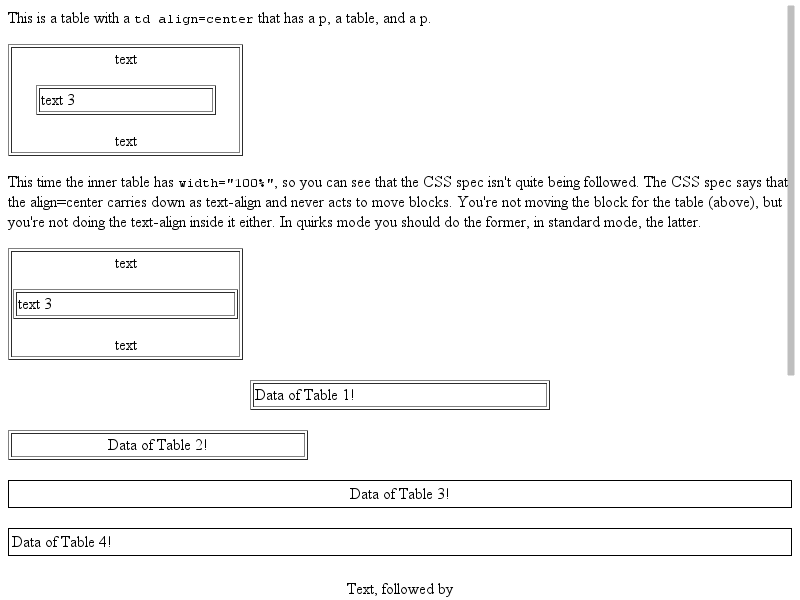 This is a table with a td align=center that has a p, a table, and a p.
text
text 3
text
This time the inner table has width="100%", so you can see that the CSS spec isn't quite being followed. The CSS spec says that
the align=center carries down as text-align and never acts to move blocks. You're not moving the block for the table (above), but
you're not doing the text-align inside it either. In quirks mode you should do the former, in standard mode, the latter.
text
text 3
text
Data of Table 1!
Data of Table 2!
Data of Table 3!
Data of Table 4!
Text, followed by